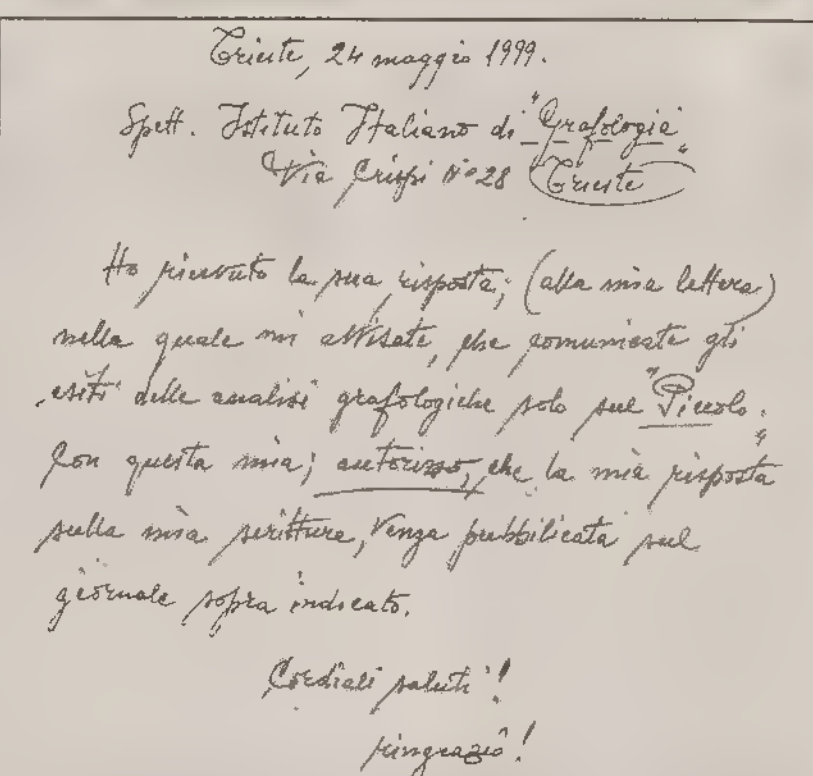 Trieste, 24 maggio 1999.
Spett. Istituto Italiano di "Grafologia"
Via Crispi N° 28 "Trieste"
Ho ricevuto la sua risposta; (alla mia lettera)
nella quale mi avvisate, che comunicate gli
esiti delle analisi grafologiche solo sul "Piccolo."
Con questa mia; autorizzo, che la mia risposta
sulla mia scrittura, venga pubbilicata sul
giornale sopra indicato.
Cordiali saluti!
ringrazio!